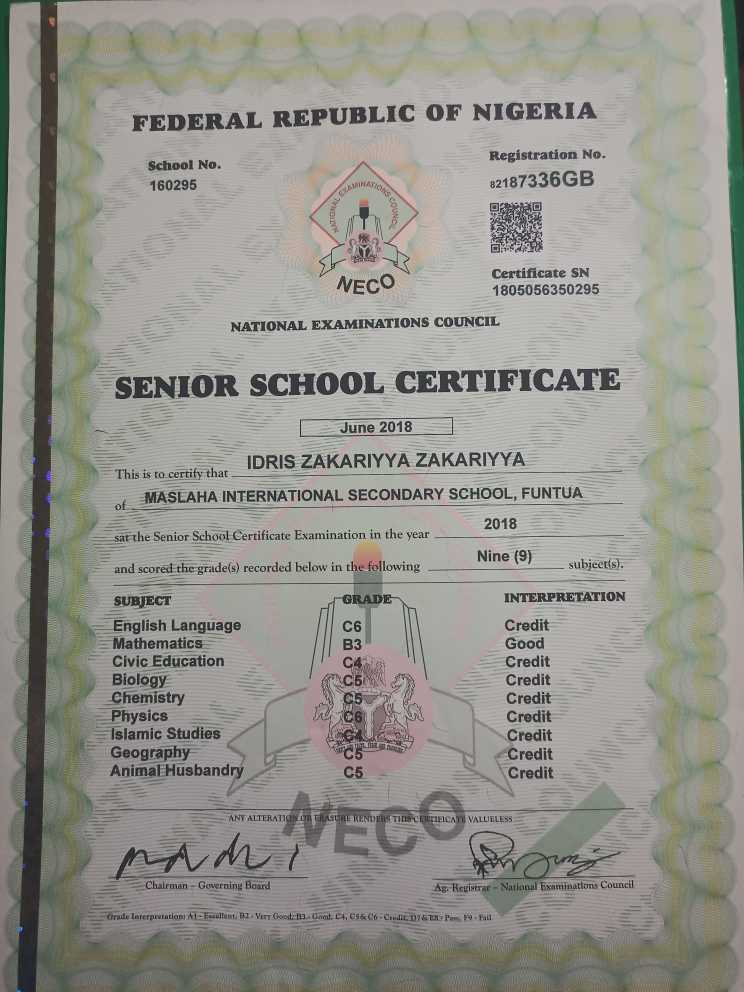 FEDERAL REPUBLIC OF NIGERIA
School No.
160295
Registration No.
82187336GB
NATIONAL EXAMINATIONS COUNCIL
NECO
Certificate SN
1805056350295
NATIONAL EXAMINATIONS COUNCIL
SENIOR SCHOOL CERTIFICATE
June 2018
This is to certify that IDRIS ZAKARIYYA ZAKARIYYA
of MASLAHA INTERNATIONAL SECONDARY SCHOOL, FUNTUA
sat the Senior School Certificate Examination in the year 2018
and scored the grade(s) recorded below in the following Nine (9) subject(s).
SUBJECT GRADE INTERPRETATION
English Language C6 Credit
Mathematics B3 Good
Civic Education C4 Credit
Biology C5 Credit
Chemistry C5 Credit
Physics C6 Credit
Islamic Studies C4 Credit
Geography C5 Credit
Animal Husbandry C5 Credit
NECO
ANY ALTERATION OR ERASURE RENDERS THIS CERTIFICATE VALUELESS
Chairman – Governing Board
Ag. Registrar – National Examinations Council
Grade Interpretation: A1 - Excellent, B2 - Very Good, B3 - Good, C4, C5 & C6 - Credit, D7 & E8 - Pass, F9 - Fail